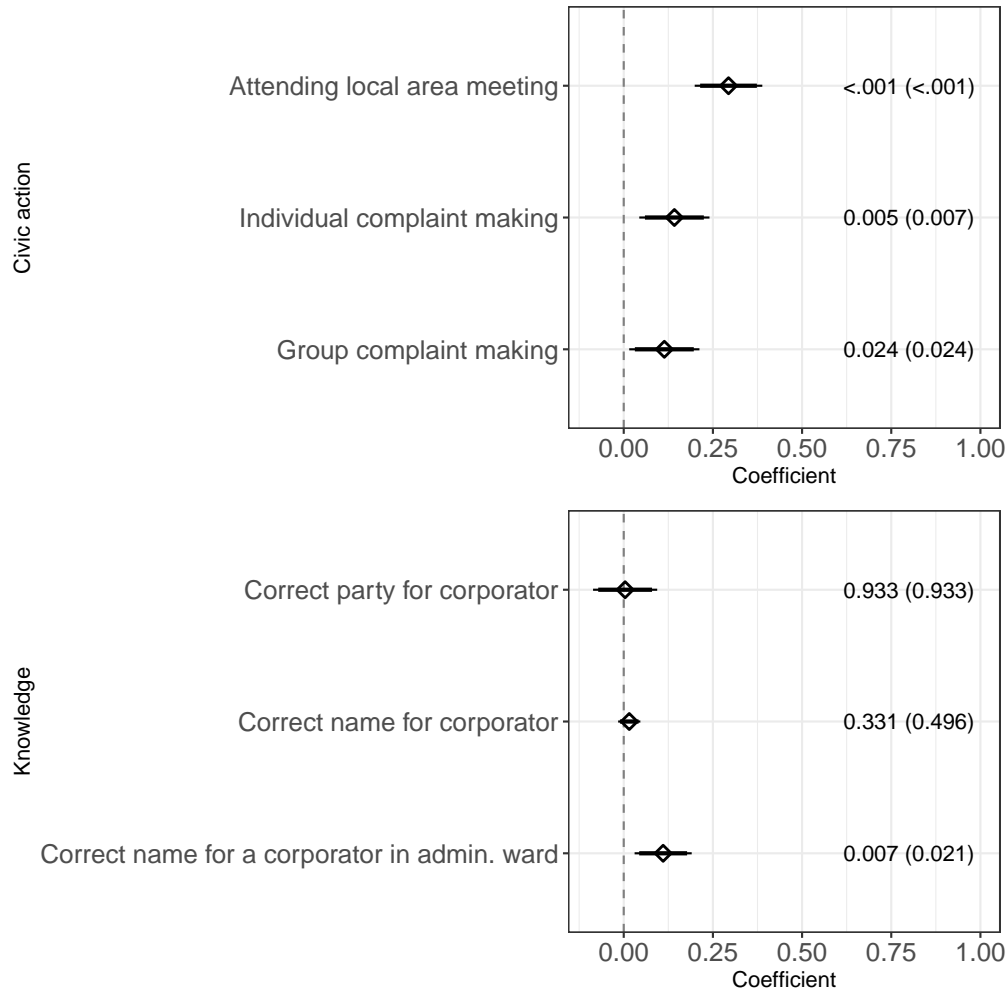 Civic action
Attending local area meeting
<.001 (<.001)
Individual complaint making
0.005 (0.007)
Group complaint making
0.024 (0.024)
0.00 0.25 0.50 0.75 1.00
Coefficient
Knowledge
Correct party for corporator
0.933 (0.933)
Correct name for corporator
0.331 (0.496)
Correct name for a corporator in admin. ward
0.007 (0.021)
0.00 0.25 0.50 0.75 1.00
Coefficient